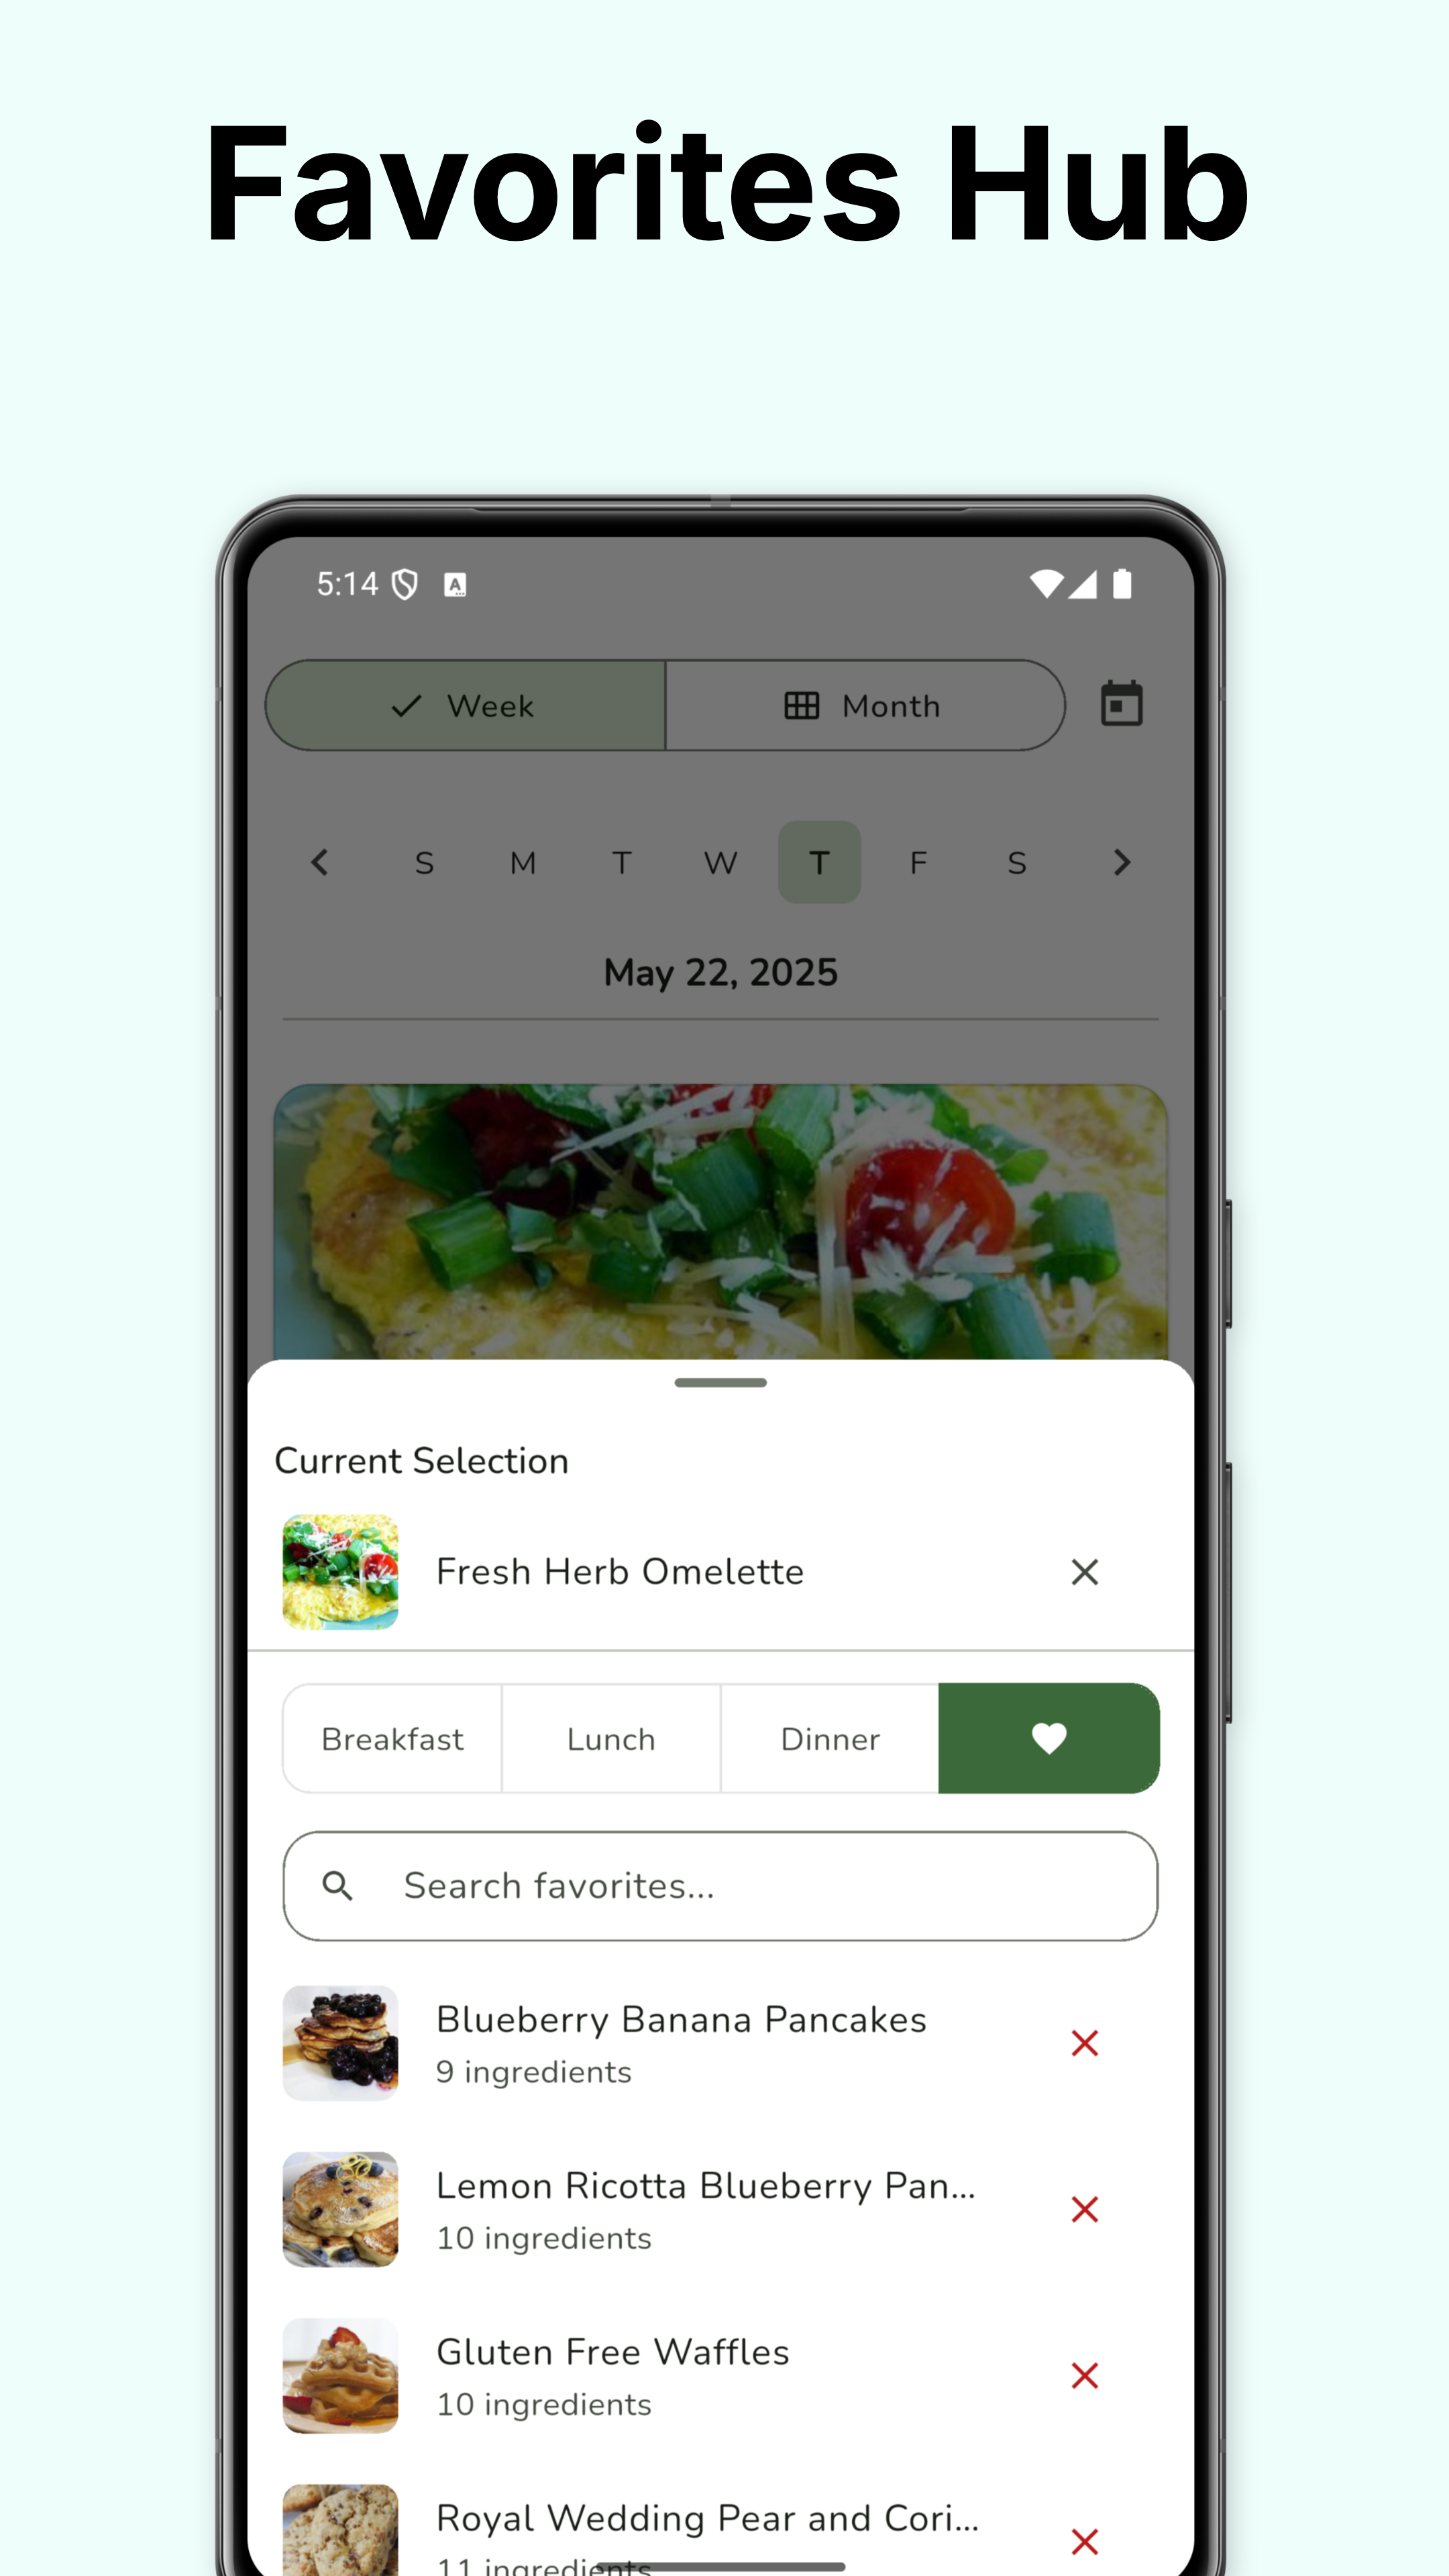 Favorites Hub
5:14
Week
Month
S M T W T F S
May 22, 2025
Current Selection
Fresh Herb Omelette
Breakfast
Lunch
Dinner
Search favorites...
Blueberry Banana Pancakes
9 ingredients
Lemon Ricotta Blueberry Pan...
10 ingredients
Gluten Free Waffles
10 ingredients
Royal Wedding Pear and Cori...
11 ingredients